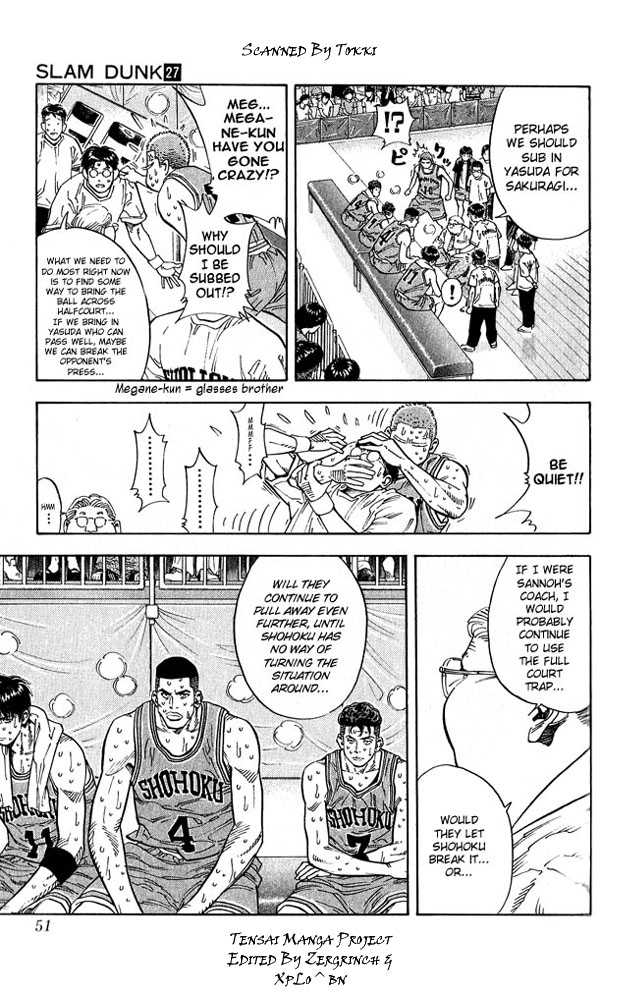 Scanned By Tokki
SLAM DUNK 27
PERHAPS
WE SHOULD
SUB IN
YASUDA FOR
SAKURAGI...
!?
ピ
クッ
!
10
MEG...
MEGA-
NE-KUN
HAVE YOU
GONE
CRAZY!?
WHY
SHOULD
I BE
SUBBED
OUT!?
WHAT WE NEED TO
DO MOST RIGHT NOW
IS TO FIND SOME
WAY TO BRING THE
BALL ACROSS
HALFCOURT...
IF WE BRING IN
YASUDA WHO CAN
PASS WELL, MAYBE
WE CAN BREAK THE
OPPONENT'S
PRESS...
Megane-kun = glasses brother
BE
QUIET!!
MMMFF...
HMM
...
IF I WERE
SANNOH'S
COACH, I
WOULD
PROBABLY
CONTINUE
TO USE
THE FULL
COURT
TRAP...
WOULD
THEY LET
SHOHOKU
BREAK IT...
OR...
WILL THEY
CONTINUE TO
PULL AWAY EVEN
FURTHER, UNTIL
SHOHOKU HAS
NO WAY OF
TURNING THE
SITUATION
AROUND...
11
SHOHOKU
4
SHOHOKU
7
51
Tensai Manga Project
Edited By Zergrinch &
XpLo^bn